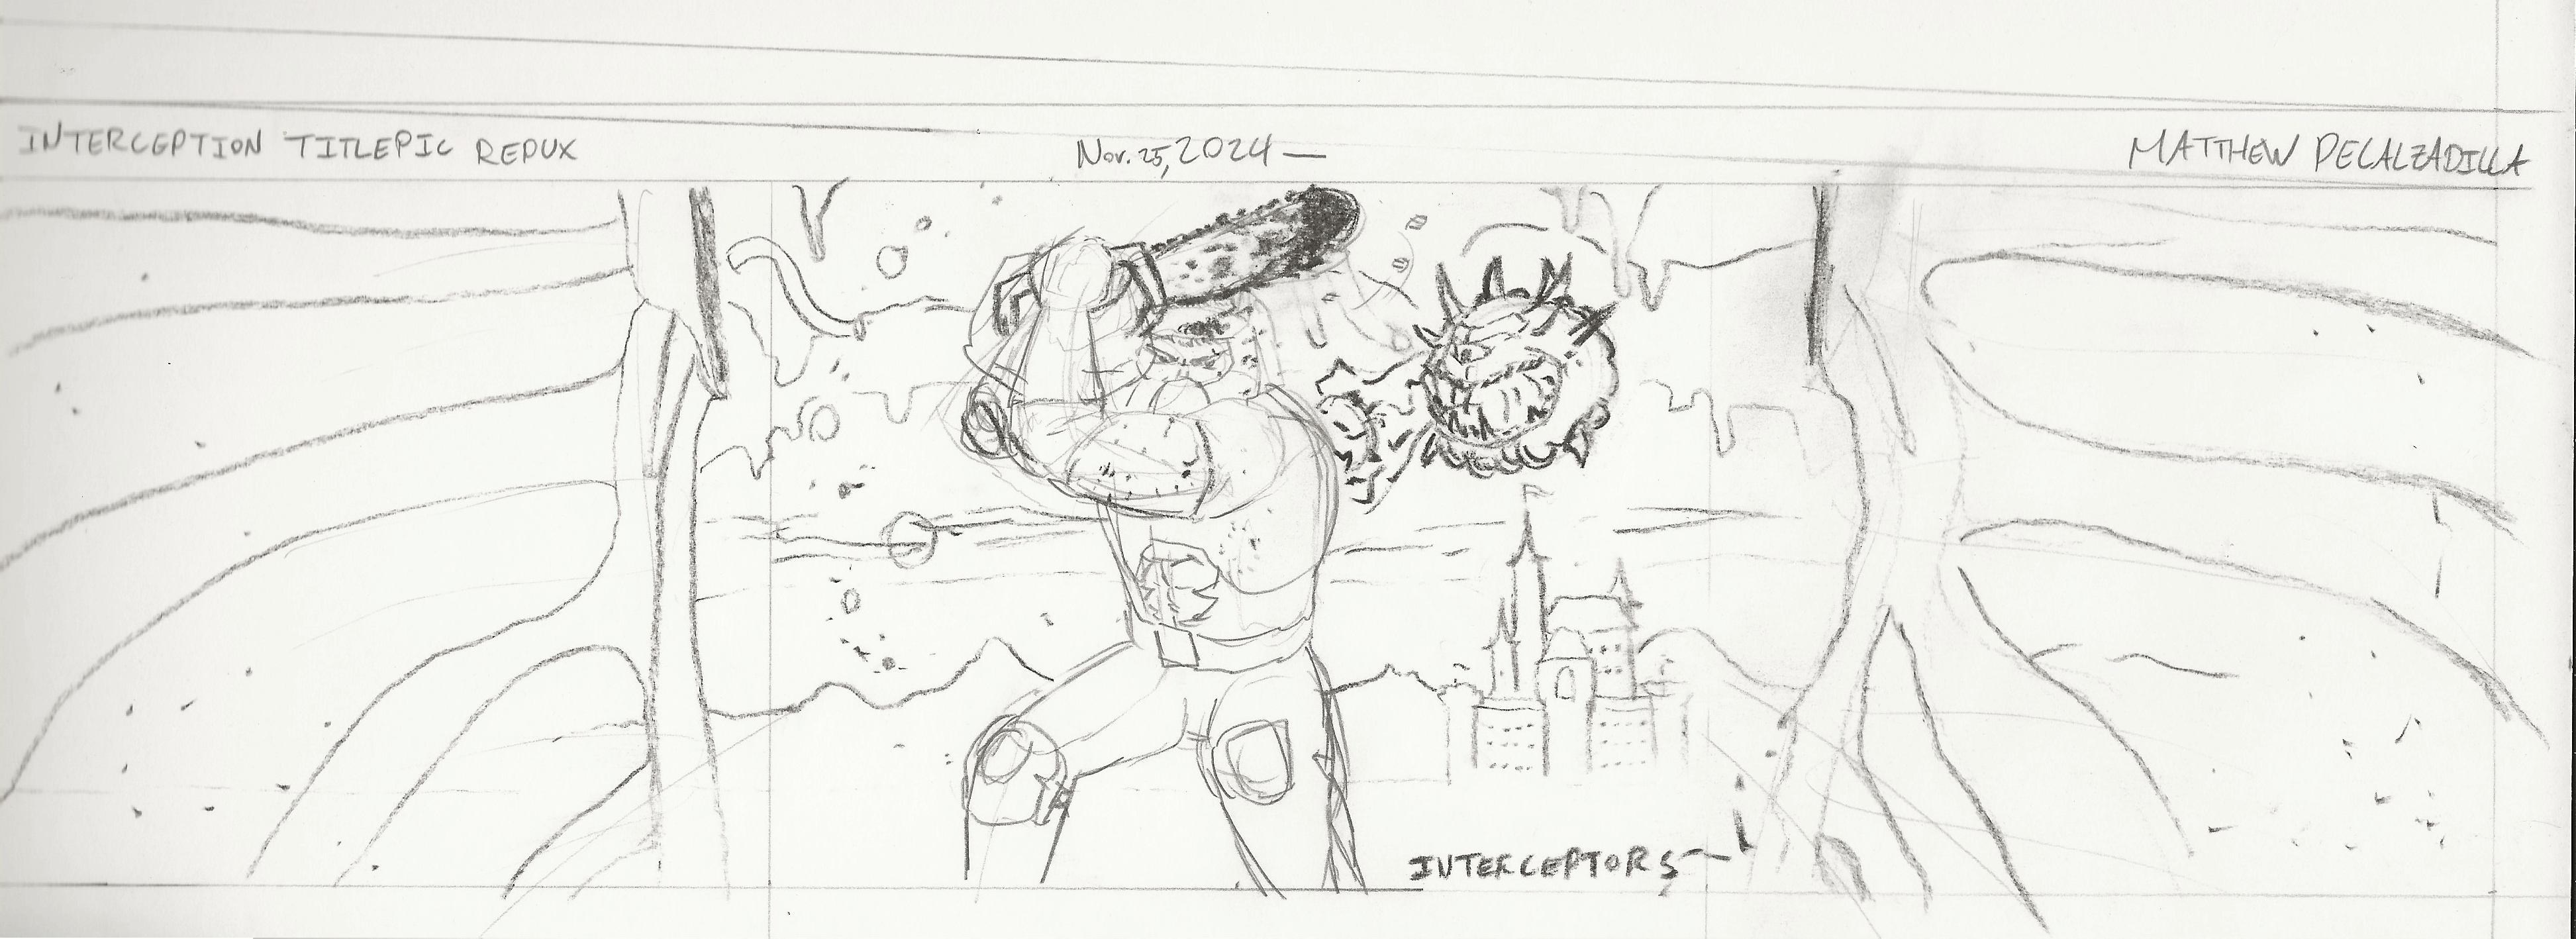 INTERCEPTION TITLEPIC REDUX
Nov. 25, 2024 —
MATTHEW DECALZADILLA
INTERCEPTORS